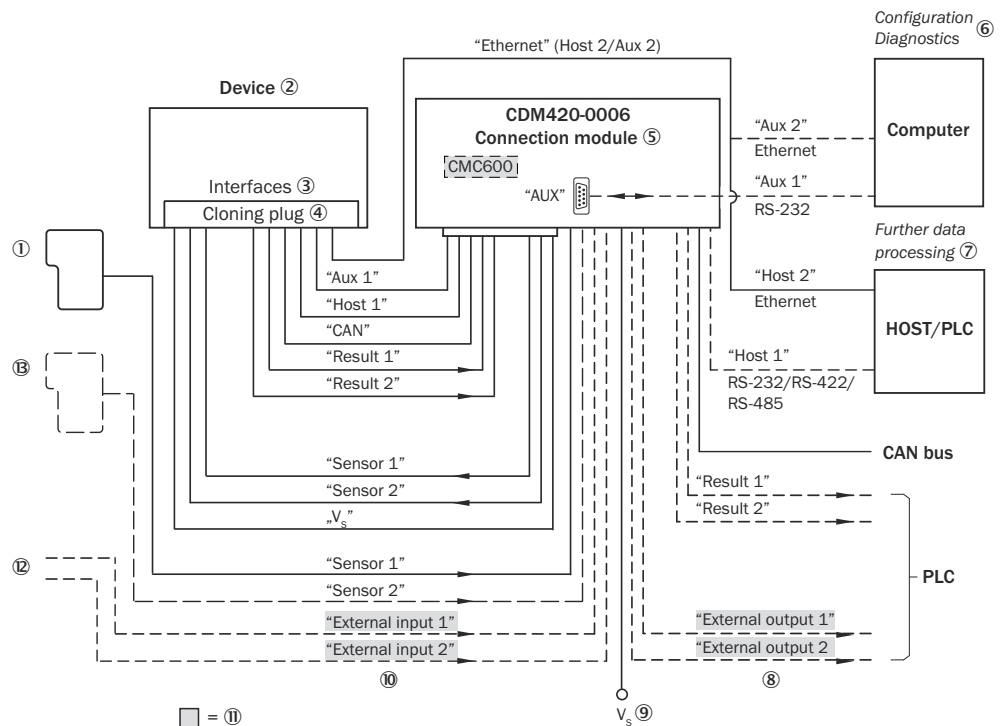 Configuration
Diagnostics ⑥
"Ethernet" (Host 2/Aux 2)
Device ②
CDM420-0006
Connection module ⑤
CMC600
"AUX"
"Aux 2"
Ethernet
Computer
"Aux 1"
RS-232
Interfaces ③
Cloning plug ④
①
Further data
processing ⑦
"Aux 1"
"Host 2"
Ethernet
"Host 1"
"CAN"
HOST/PLC
"Result 1"
"Host 1"
⑬
"Result 2"
RS-232/RS-422/
RS-485
CAN bus
"Sensor 1"
"Result 1"
"Sensor 2"
"Result 2"
„Vs"
⑫
"Sensor 1"
PLC
"Sensor 2"
"External input 1"
"External output 1"
"External input 2"
"External output 2
⑩
⑧
= ⑪
Vs ⑨